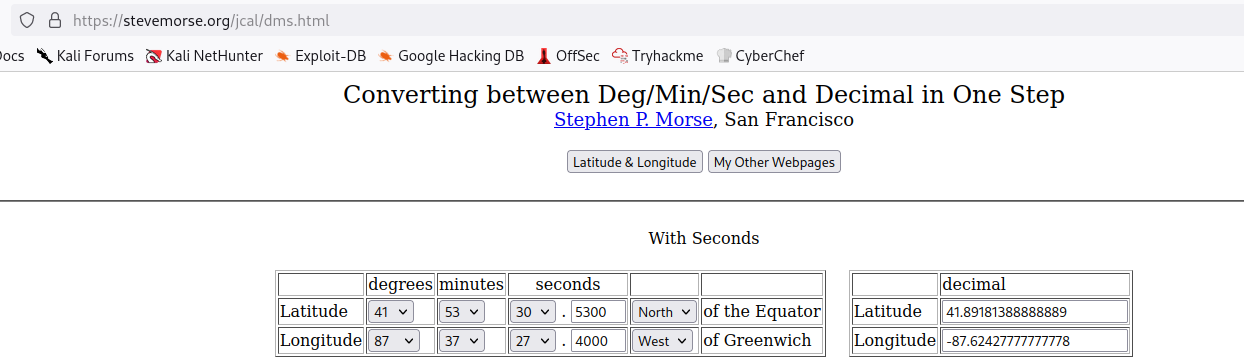 https://stevemorse.org/jcal/dms.html
ocs Kali Forums Kali NetHunter Exploit-DB Google Hacking DB OffSec Tryhackme CyberChef
Converting between Deg/Min/Sec and Decimal in One Step
Stephen P. Morse, San Francisco
Latitude & Longitude My Other Webpages
With Seconds
degrees minutes seconds decimal
Latitude 41 53 30 . 5300 North of the Equator Latitude 41.89181388888889
Longitude 87 37 27 . 4000 West of Greenwich Longitude -87.62427777777778